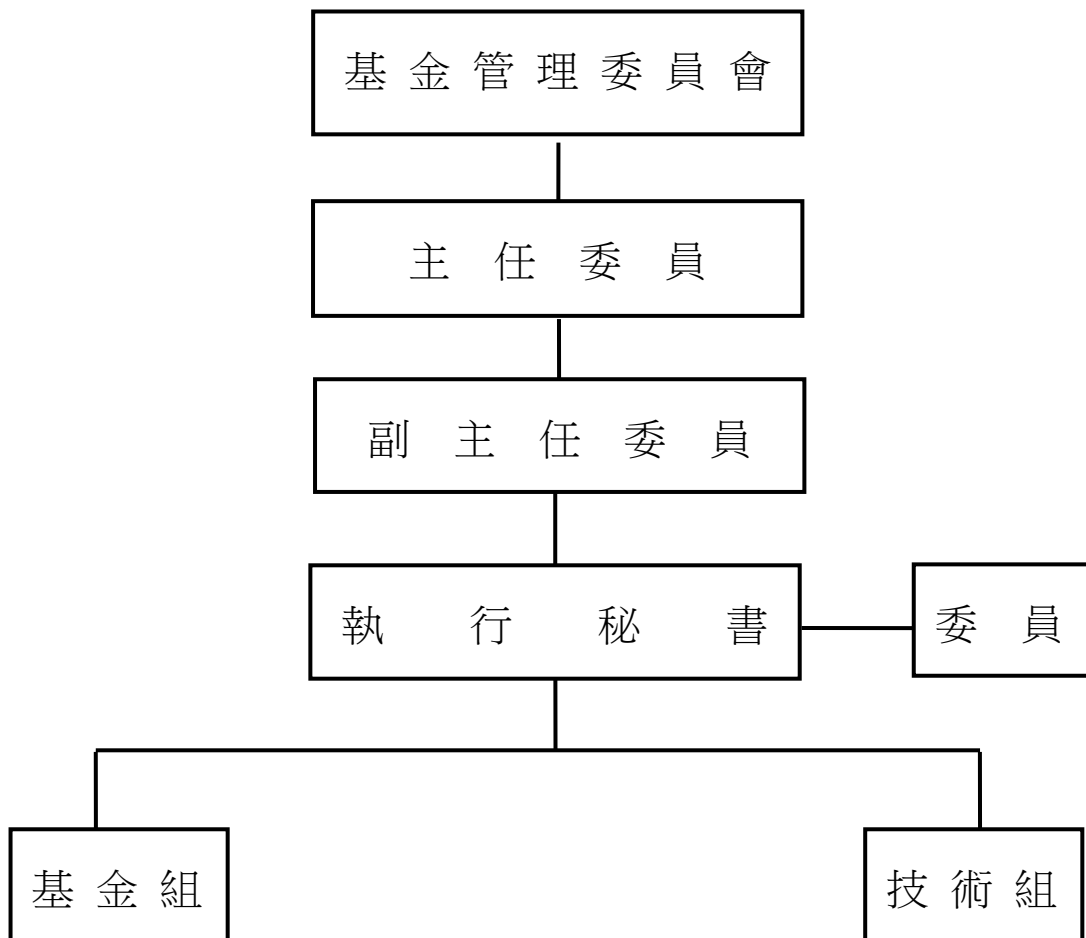 基金管理委員會
主任委員
副主任委員
執行秘書
委員
基金組
技術組